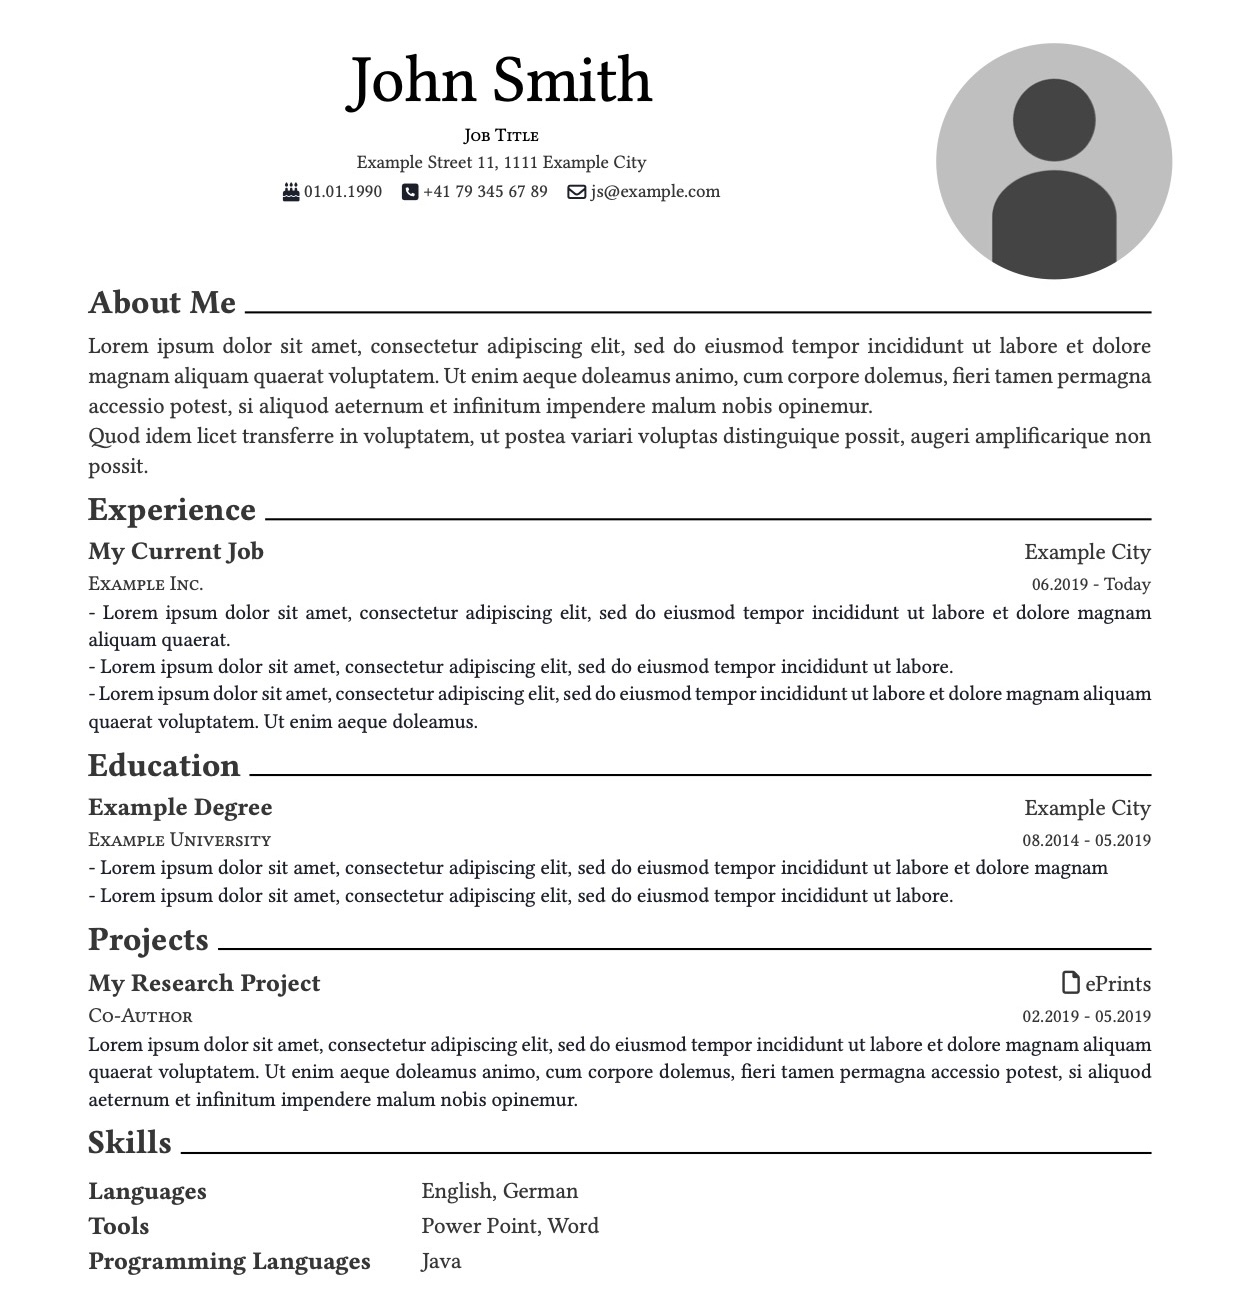 John Smith
Job Title
Example Street 11, 1111 Example City
01.01.1990 +41 79 345 67 89 js@example.com
About Me
Lorem ipsum dolor sit amet, consectetur adipiscing elit, sed do eiusmod tempor incididunt ut labore et dolore
magnam aliquam quaerat voluptatem. Ut enim aeque doleamus animo, cum corpore dolemus, fieri tamen permagna
accessio potest, si aliquod aeternum et infinitum impendere malum nobis opinemur.
Quod idem licet transferre in voluptatem, ut postea variari voluptas distinguique possit, augeri amplificarique non
possit.
Experience
My Current Job Example City
Example Inc. 06.2019 - Today
- Lorem ipsum dolor sit amet, consectetur adipiscing elit, sed do eiusmod tempor incididunt ut labore et dolore magnam
aliquam quaerat.
- Lorem ipsum dolor sit amet, consectetur adipiscing elit, sed do eiusmod tempor incididunt ut labore.
- Lorem ipsum dolor sit amet, consectetur adipiscing elit, sed do eiusmod tempor incididunt ut labore et dolore magnam aliquam
quaerat voluptatem. Ut enim aeque doleamus.
Education
Example Degree Example City
Example University 08.2014 - 05.2019
- Lorem ipsum dolor sit amet, consectetur adipiscing elit, sed do eiusmod tempor incididunt ut labore et dolore magnam
- Lorem ipsum dolor sit amet, consectetur adipiscing elit, sed do eiusmod tempor incididunt ut labore.
Projects
My Research Project ePrints
Co-Author 02.2019 - 05.2019
Lorem ipsum dolor sit amet, consectetur adipiscing elit, sed do eiusmod tempor incididunt ut labore et dolore magnam aliquam
quaerat voluptatem. Ut enim aeque doleamus animo, cum corpore dolemus, fieri tamen permagna accessio potest, si aliquod
aeternum et infinitum impendere malum nobis opinemur.
Skills
Languages English, German
Tools Power Point, Word
Programming Languages Java